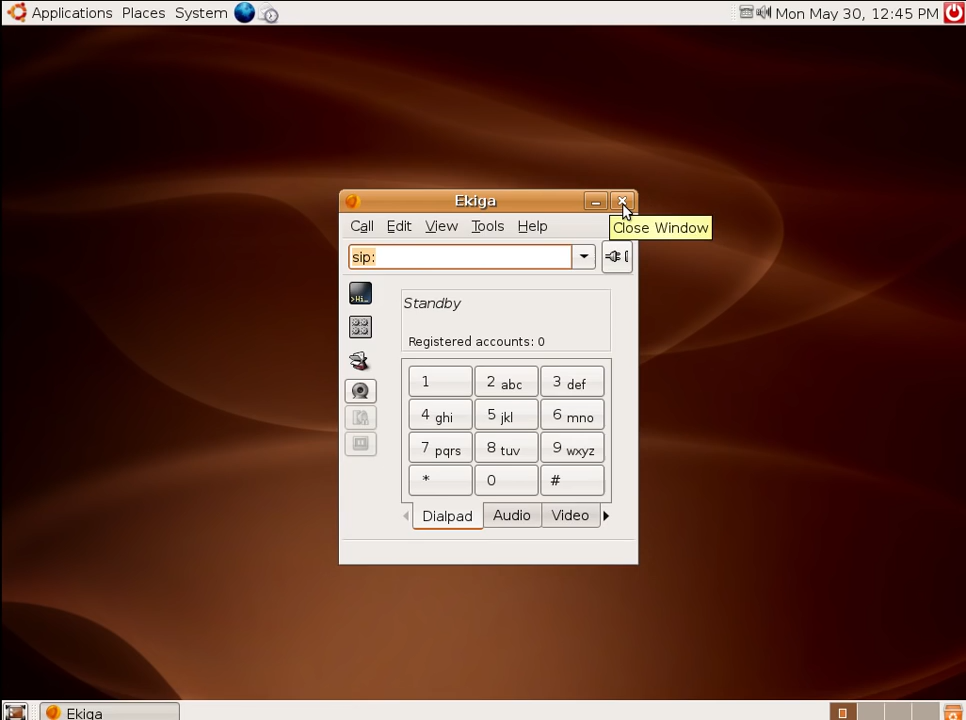 Applications Places System Mon May 30, 12:45 PM
Ekiga
Close Window
Call Edit View Tools Help
sip:
Standby
Registered accounts: 0
1 2 abc 3 def
4 ghi 5 jkl 6 mno
7 pqrs 8 tuv 9 wxyz
* 0 #
Dialpad Audio Video
Ekiga